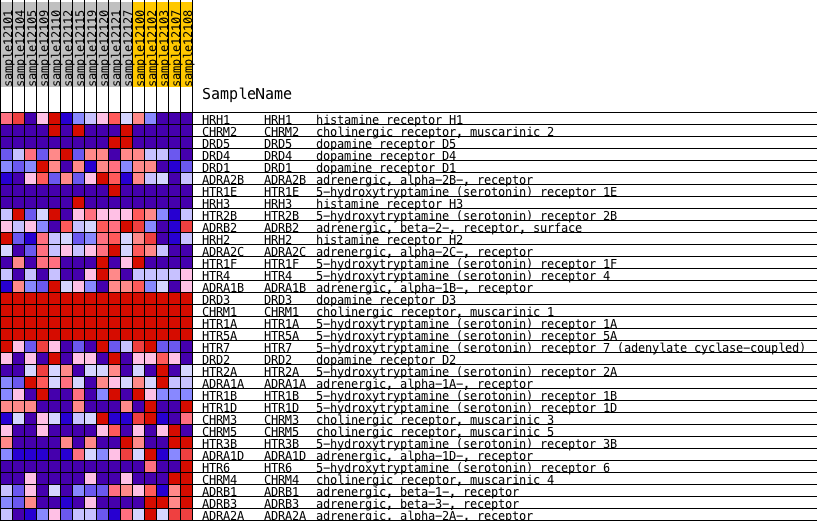 sample12101
sample12104
sample12105
sample12109
sample12110
sample12112
sample12115
sample12119
sample12120
sample12121
sample12127
sample12100
sample12102
sample12103
sample12107
sample12108
SampleName
HRH1 HRH1 histamine receptor H1
CHRM2 CHRM2 cholinergic receptor, muscarinic 2
DRD5 DRD5 dopamine receptor D5
DRD4 DRD4 dopamine receptor D4
DRD1 DRD1 dopamine receptor D1
ADRA2B ADRA2B adrenergic, alpha-2B-, receptor
HTR1E HTR1E 5-hydroxytryptamine (serotonin) receptor 1E
HRH3 HRH3 histamine receptor H3
HTR2B HTR2B 5-hydroxytryptamine (serotonin) receptor 2B
ADRB2 ADRB2 adrenergic, beta-2-, receptor, surface
HRH2 HRH2 histamine receptor H2
ADRA2C ADRA2C adrenergic, alpha-2C-, receptor
HTR1F HTR1F 5-hydroxytryptamine (serotonin) receptor 1F
HTR4 HTR4 5-hydroxytryptamine (serotonin) receptor 4
ADRA1B ADRA1B adrenergic, alpha-1B-, receptor
DRD3 DRD3 dopamine receptor D3
CHRM1 CHRM1 cholinergic receptor, muscarinic 1
HTR1A HTR1A 5-hydroxytryptamine (serotonin) receptor 1A
HTR5A HTR5A 5-hydroxytryptamine (serotonin) receptor 5A
HTR7 HTR7 5-hydroxytryptamine (serotonin) receptor 7 (adenylate cyclase-coupled)
DRD2 DRD2 dopamine receptor D2
HTR2A HTR2A 5-hydroxytryptamine (serotonin) receptor 2A
ADRA1A ADRA1A adrenergic, alpha-1A-, receptor
HTR1B HTR1B 5-hydroxytryptamine (serotonin) receptor 1B
HTR1D HTR1D 5-hydroxytryptamine (serotonin) receptor 1D
CHRM3 CHRM3 cholinergic receptor, muscarinic 3
CHRM5 CHRM5 cholinergic receptor, muscarinic 5
HTR3B HTR3B 5-hydroxytryptamine (serotonin) receptor 3B
ADRA1D ADRA1D adrenergic, alpha-1D-, receptor
HTR6 HTR6 5-hydroxytryptamine (serotonin) receptor 6
CHRM4 CHRM4 cholinergic receptor, muscarinic 4
ADRB1 ADRB1 adrenergic, beta-1-, receptor
ADRB3 ADRB3 adrenergic, beta-3-, receptor
ADRA2A ADRA2A adrenergic, alpha-2A-, receptor